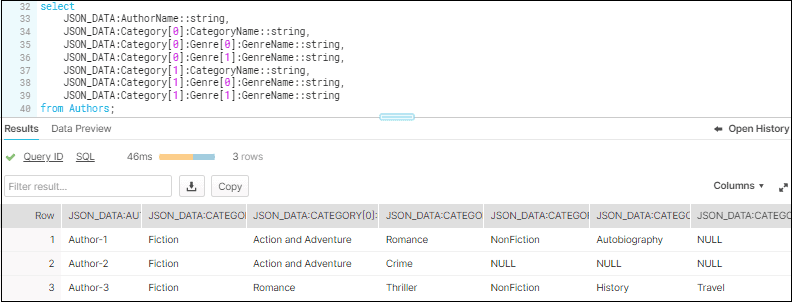 32 select
33 JSON_DATA:AuthorName::string,
34 JSON_DATA:Category[0]:CategoryName::string,
35 JSON_DATA:Category[0]:Genre[0]:GenreName::string,
36 JSON_DATA:Category[0]:Genre[1]:GenreName::string,
37 JSON_DATA:Category[1]:CategoryName::string,
38 JSON_DATA:Category[1]:Genre[0]:GenreName::string,
39 JSON_DATA:Category[1]:Genre[1]:GenreName::string
40 from Authors;
Results Data Preview Open History
Query ID SQL 46ms 3 rows
Filter result... Copy Columns
Row JSON_DATA:AU JSON_DATA:CATEGO JSON_DATA:CATEGORY[0]: JSON_DATA:CATEGO JSON_DATA:CATEGO JSON_DATA:CATEGO JSON_DATA:CATEGO
1 Author-1 Fiction Action and Adventure Romance NonFiction Autobiography NULL
2 Author-2 Fiction Action and Adventure Crime NULL NULL NULL
3 Author-3 Fiction Romance Thriller NonFiction History Travel